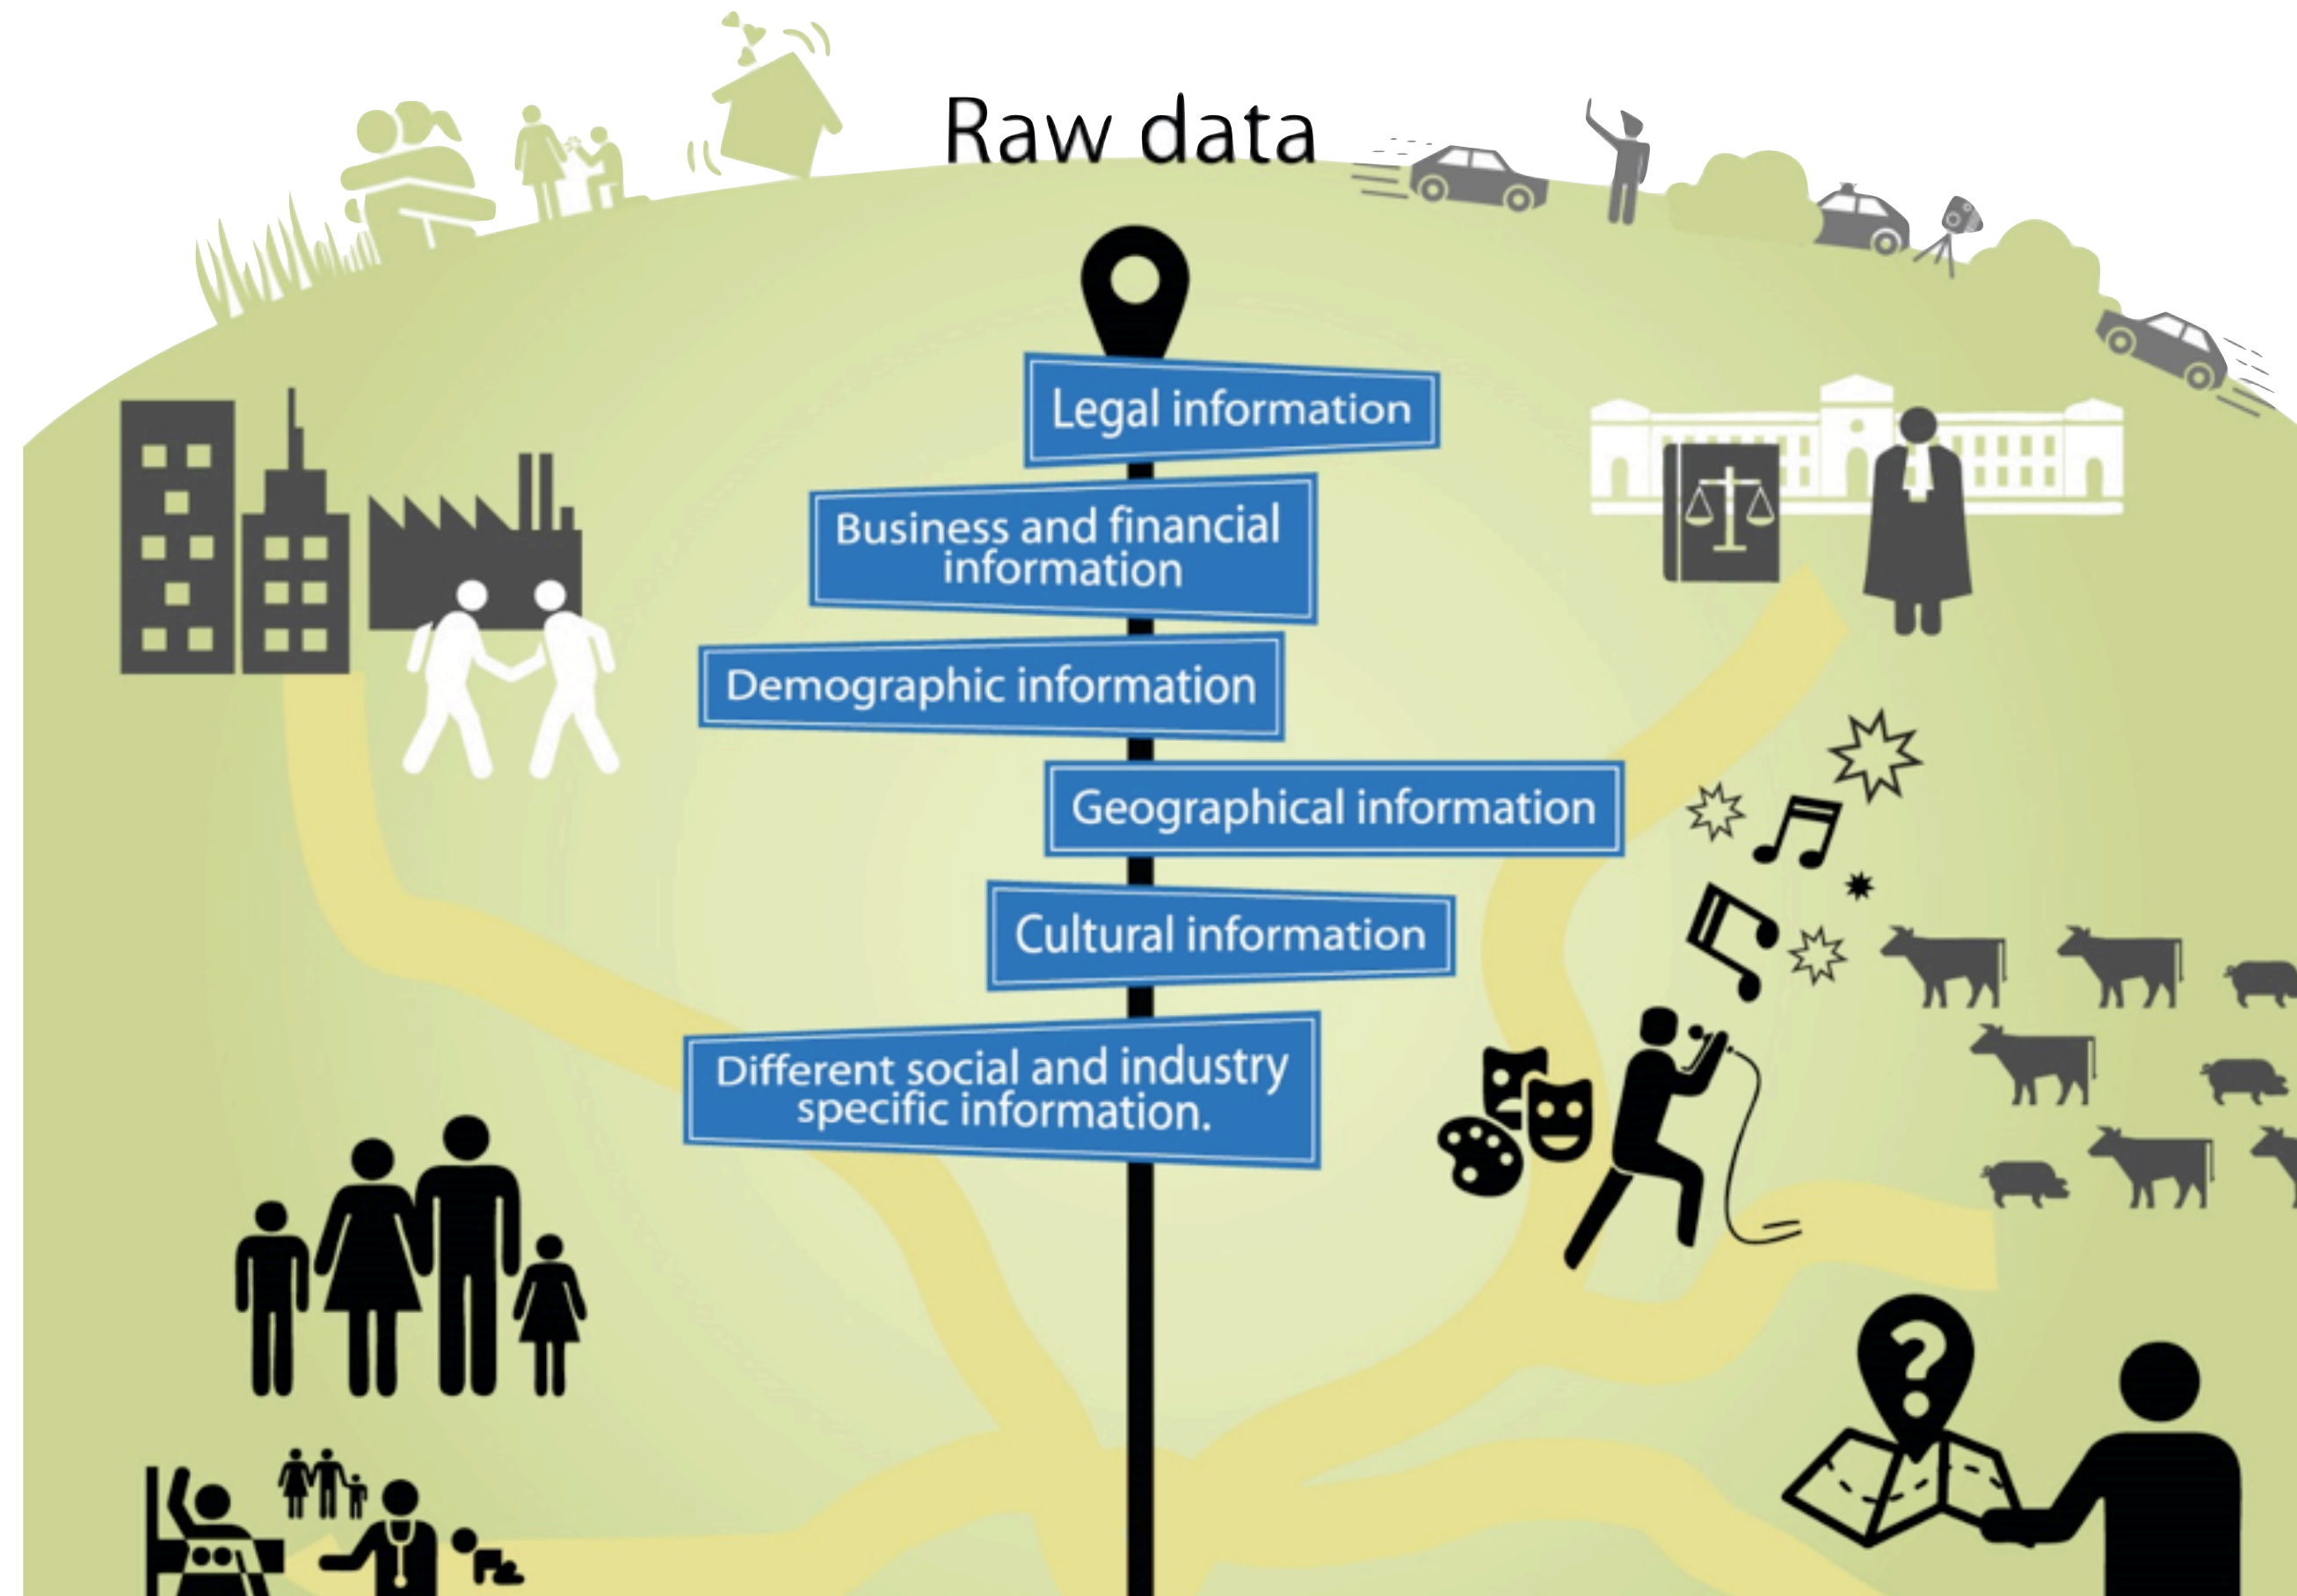 Raw data
Legal information
Business and financial
information
Demographic information
Geographical information
Cultural information
Different social and industry
specific information.
?